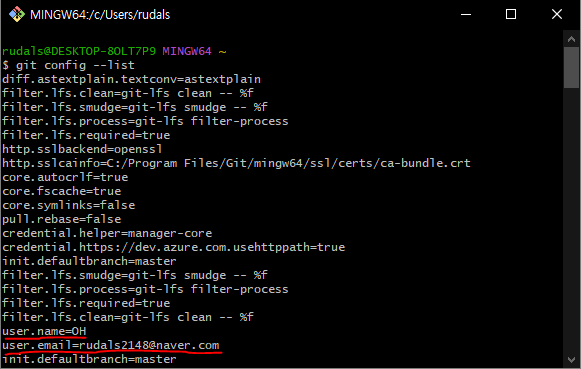 MINGW64:/c/Users/rudals
rudals@DESKTOP-8OLT7P9 MINGW64 ~
$ git config --list
diff.astextplain.textconv=astextplain
filter.lfs.clean=git-lfs clean -- %f
filter.lfs.smudge=git-lfs smudge -- %f
filter.lfs.process=git-lfs filter-process
filter.lfs.required=true
http.sslbackend=openssl
http.sslcainfo=C:/Program Files/Git/mingw64/ssl/certs/ca-bundle.crt
core.autocrlf=true
core.fscache=true
core.symlinks=false
pull.rebase=false
credential.helper=manager-core
credential.https://dev.azure.com.usehttppath=true
init.defaultbranch=master
filter.lfs.smudge=git-lfs smudge -- %f
filter.lfs.process=git-lfs filter-process
filter.lfs.required=true
filter.lfs.clean=git-lfs clean -- %f
user.name=OH
user.email=rudals2148@naver.com
init.defaultbranch=master